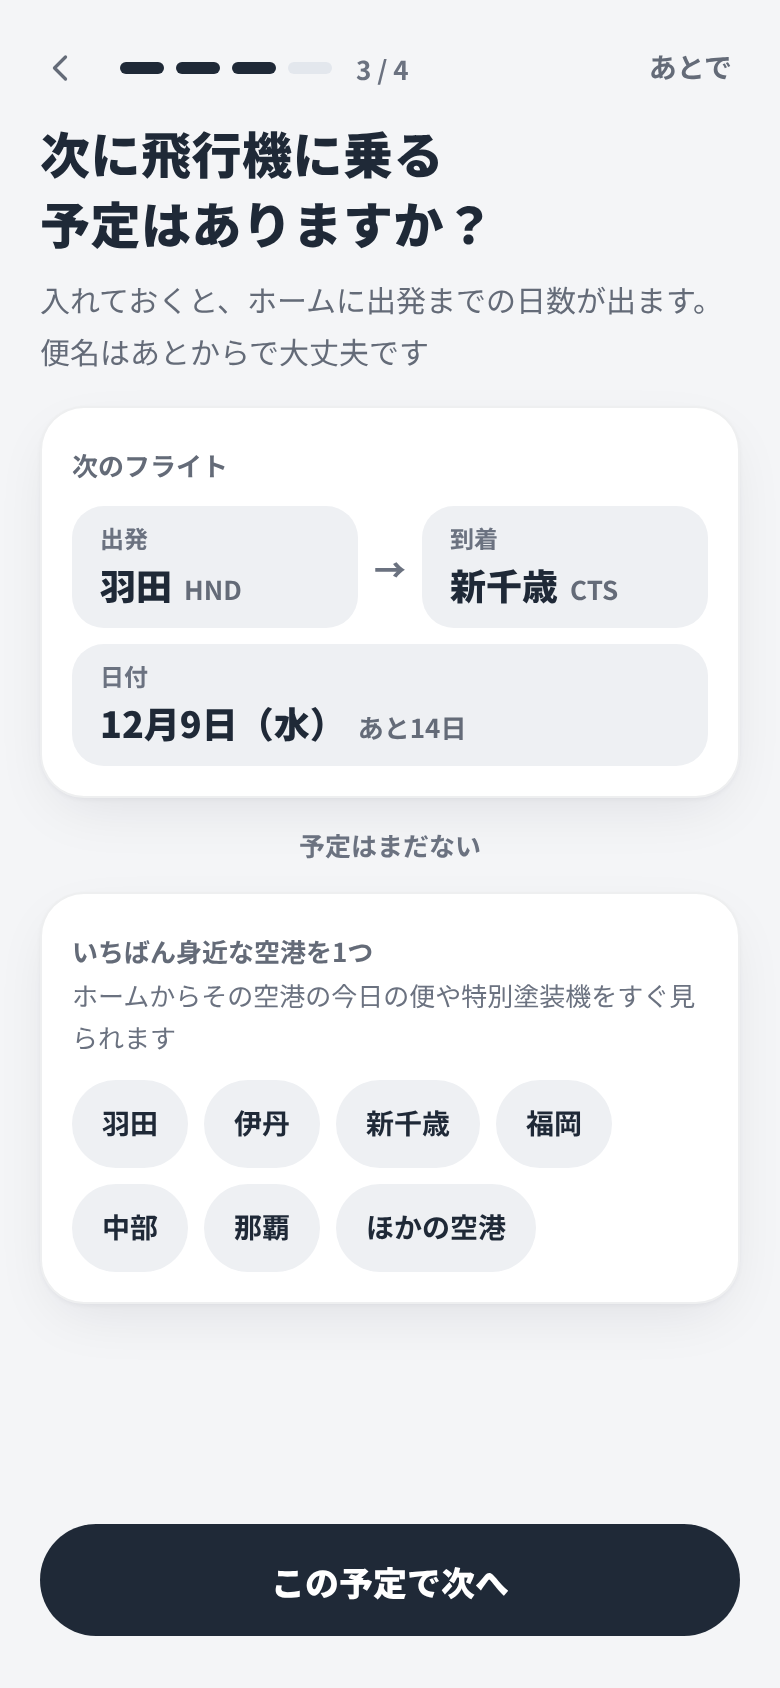 3 / 4
あとで
次に飛行機に乗る
予定はありますか？
入れておくと、ホームに出発までの日数が出ます。
便名はあとからで大丈夫です
次のフライト
出発
羽田 HND
→
到着
新千歳 CTS
日付
12月9日（水） あと14日
予定はまだない
いちばん身近な空港を1つ
ホームからその空港の今日の便や特別塗装機をすぐ見
られます
羽田
伊丹
新千歳
福岡
中部
那覇
ほかの空港
この予定で次へ